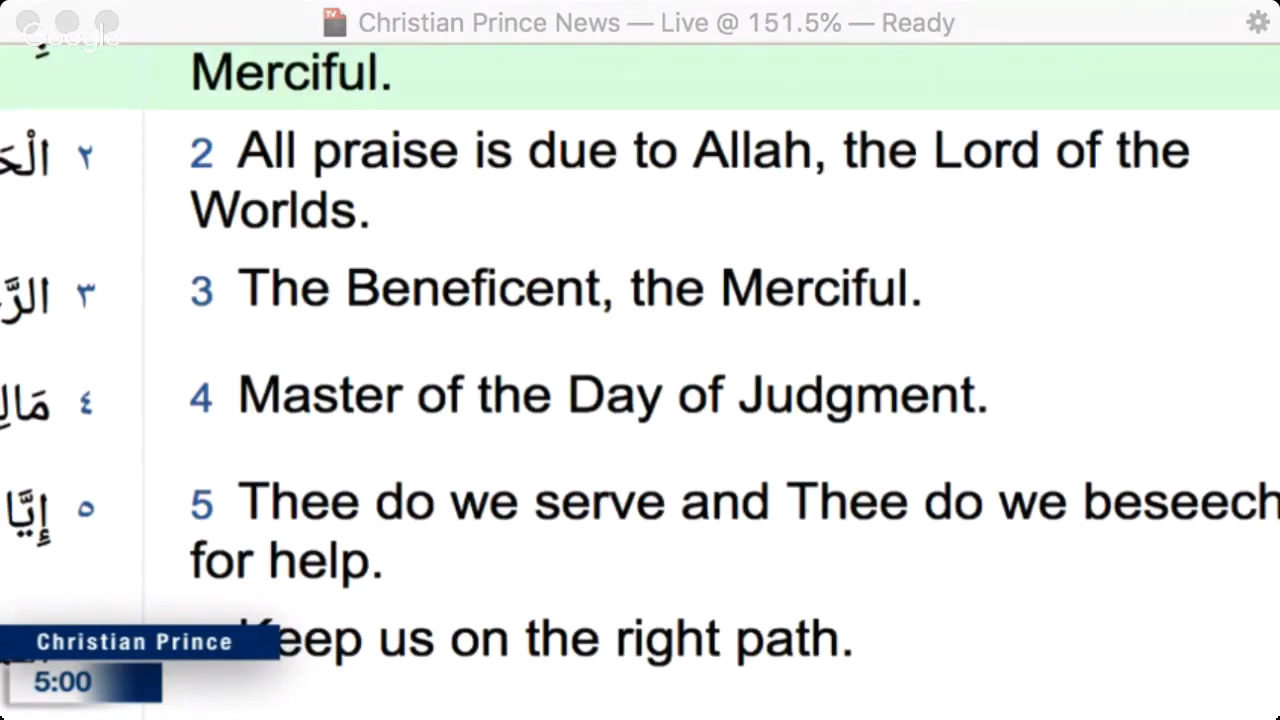 Christian Prince News — Live @ 151.5% — Ready
Google
Merciful.
٢
2 All praise is due to Allah, the Lord of the
Worlds.
٣
3 The Beneficent, the Merciful.
٤
4 Master of the Day of Judgment.
إِيَّا ٥
5 Thee do we serve and Thee do we beseech
for help.
Keep us on the right path.
Christian Prince
5:00